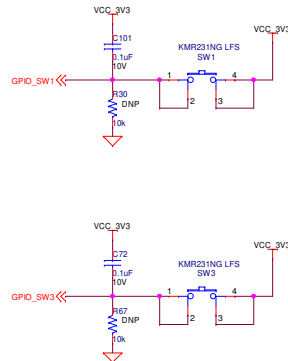 VCC_3V3
VCC_3V3
C101
KMR231NG LFS
0.1uF
SW1
10V
GPIO_SW1
1
4
R30
DNP
2
3
10k
VCC_3V3
VCC_3V3
C72
KMR231NG LFS
0.1uF
SW3
10V
GPIO_SW3
1
4
R67
DNP
2
3
10k